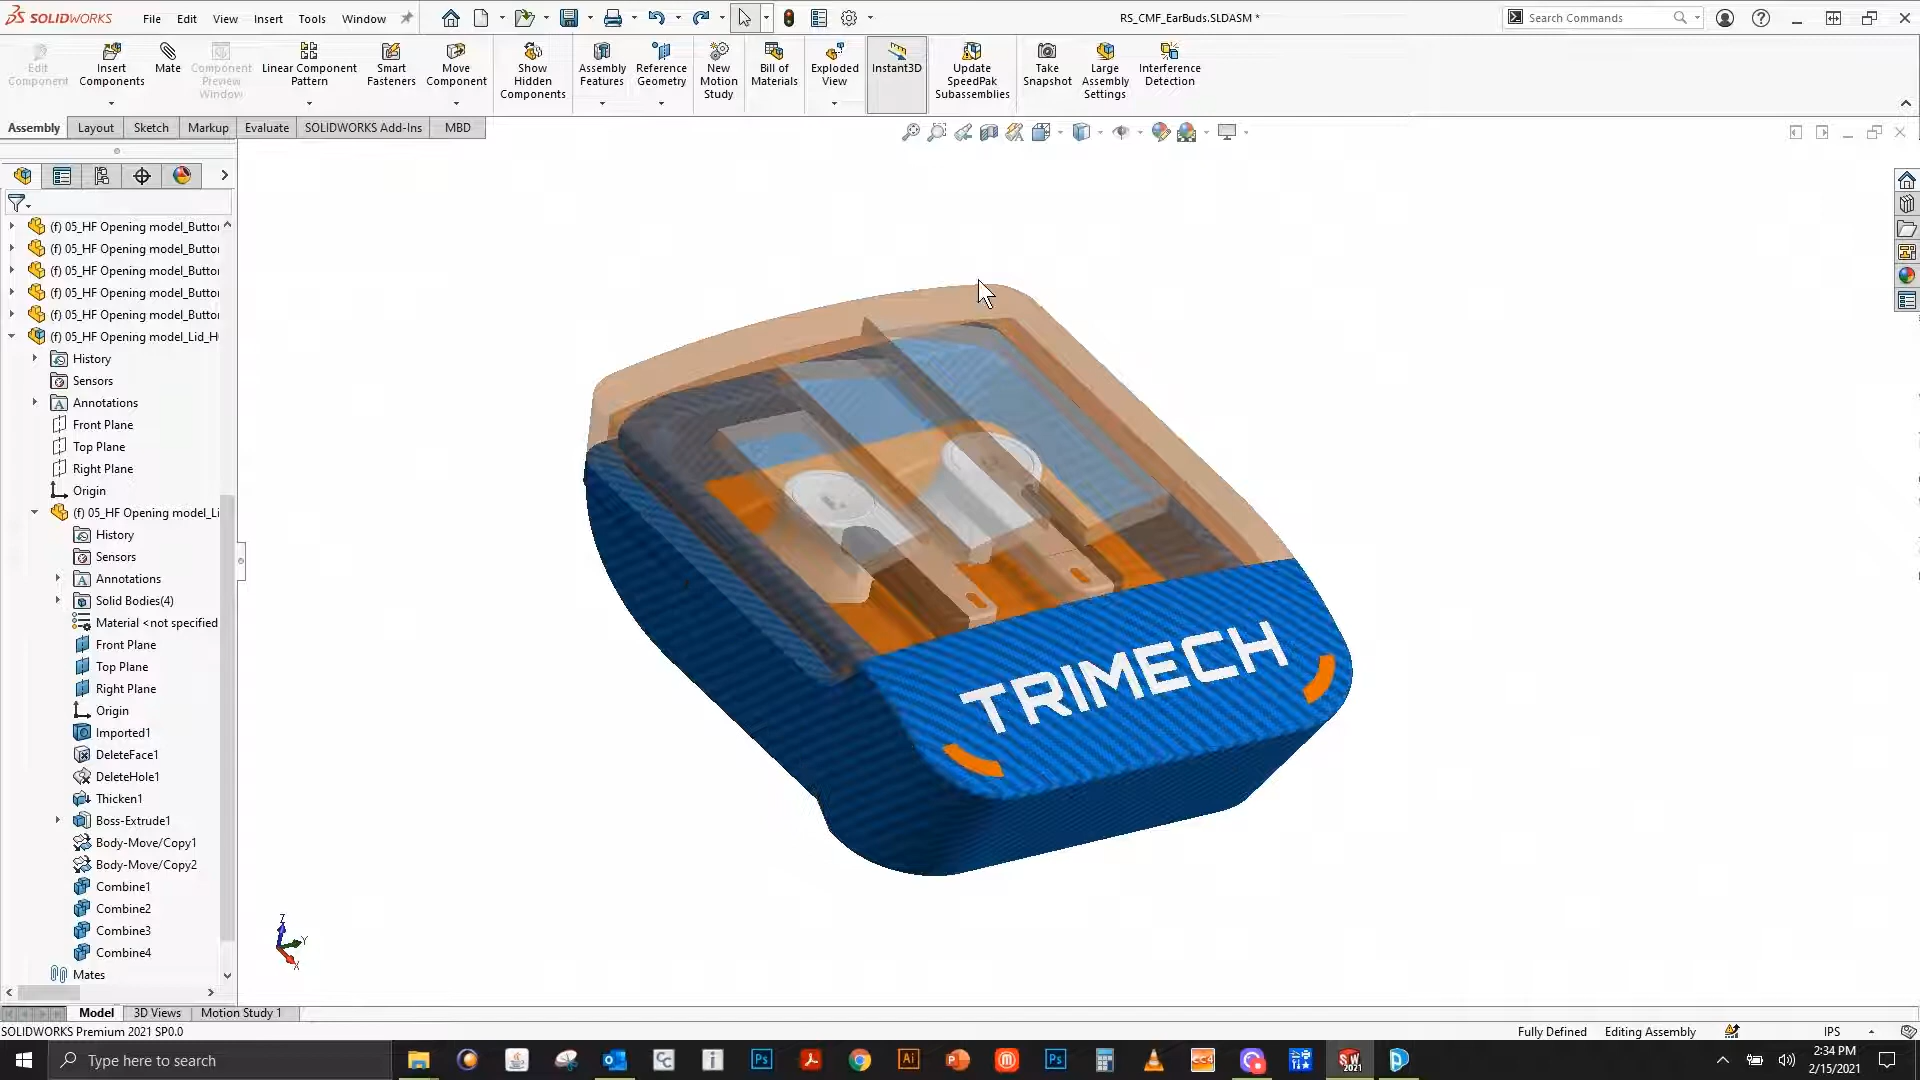 SOLIDWORKS
File Edit View Insert Tools Window
RS_CMF_EarBuds.SLDASM *
Search Commands
Edit Component
Insert Components
Mate
Component Preview Window
Linear Component Pattern
Smart Fasteners
Move Component
Show Hidden Components
Assembly Features
Reference Geometry
New Motion Study
Bill of Materials
Exploded View
Instant3D
Update SpeedPak Subassemblies
Take Snapshot
Large Assembly Settings
Interference Detection
Assembly Layout Sketch Markup Evaluate SOLIDWORKS Add-Ins MBD
(f) 05_HF Opening model_Butto
(f) 05_HF Opening model_Butto
(f) 05_HF Opening model_Butto
(f) 05_HF Opening model_Butto
(f) 05_HF Opening model_Butto
(f) 05_HF Opening model_Lid_H
History
Sensors
Annotations
Front Plane
Top Plane
Right Plane
Origin
(f) 05_HF Opening model_Li
History
Sensors
Annotations
Solid Bodies(4)
Material <not specified
Front Plane
Top Plane
Right Plane
Origin
Imported1
DeleteFace1
DeleteHole1
Thicken1
Boss-Extrude1
Body-Move/Copy1
Body-Move/Copy2
Combine1
Combine2
Combine3
Combine4
Mates
TRIMECH
Z
Y
X
Model 3D Views Motion Study 1
SOLIDWORKS Premium 2021 SP0.0
Fully Defined Editing Assembly IPS
Type here to search
2:34 PM
2/15/2021